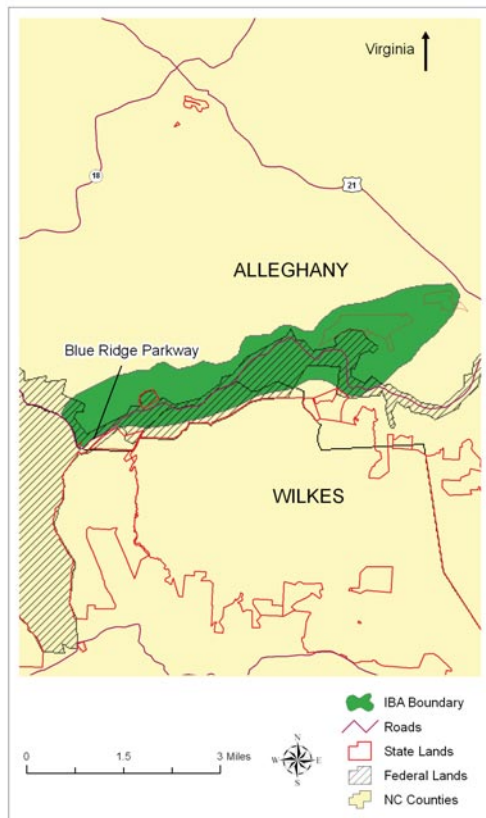 Virginia
18
21
ALLEGHANY
Blue Ridge Parkway
WILKES
IBA Boundary
Roads
State Lands
Federal Lands
NC Counties
0 1.5 3 Miles
N
W E
S